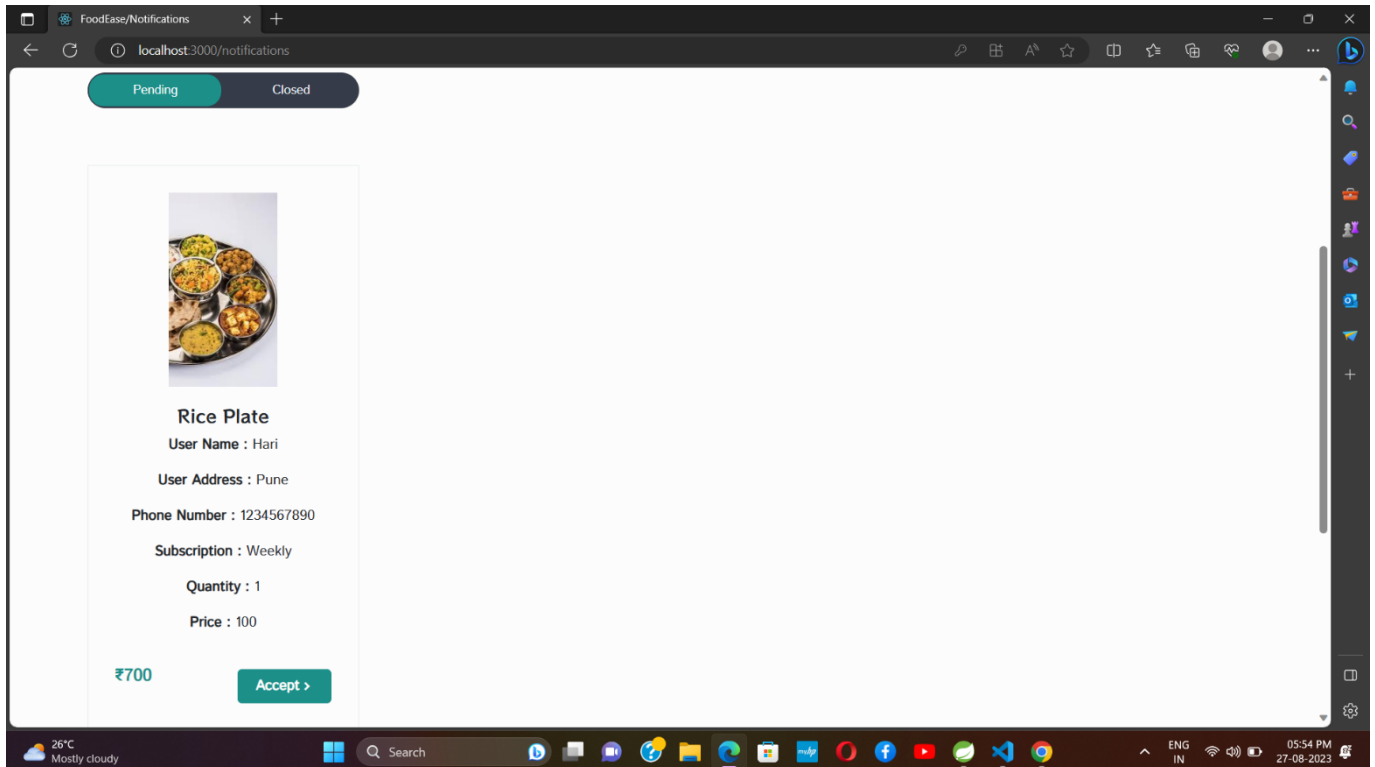 FoodEase/Notifications
localhost:3000/notifications
Pending Closed
Rice Plate
User Name : Hari
User Address : Pune
Phone Number : 1234567890
Subscription : Weekly
Quantity : 1
Price : 100
₹700
Accept >
26°C
Mostly cloudy
Search
ENG
IN
05:54 PM
27-08-2023